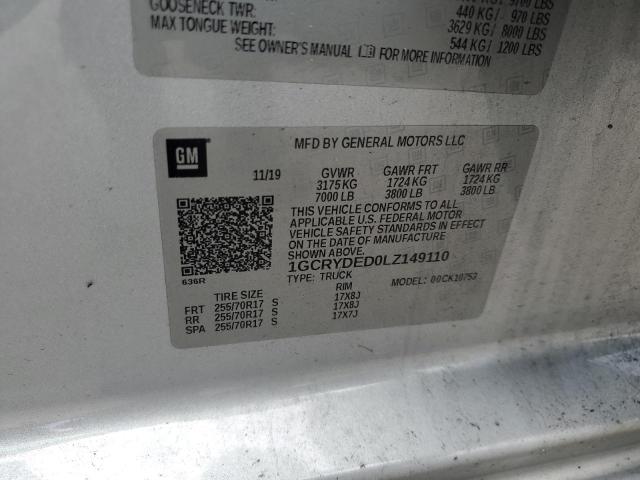 KG/ 9700 LBS
GOOSENECK TWR: 440 KG/ 970 LBS
MAX TONGUE WEIGHT: 3629 KG/ 8000 LBS
544 KG/ 1200 LBS
SEE OWNER'S MANUAL FOR MORE INFORMATION
GM
MFD BY GENERAL MOTORS LLC
11/19 GVWR GAWR FRT GAWR RR
3175 KG 1724 KG 1724 KG
7000 LB 3800 LB 3800 LB
THIS VEHICLE CONFORMS TO ALL
APPLICABLE U.S. FEDERAL MOTOR
VEHICLE SAFETY STANDARDS IN EFFECT
ON THE DATE OF MANUFACTURE SHOWN ABOVE.
1GCRYDED0LZ149110
TYPE: TRUCK MODEL: 00CK10753
636R
TIRE SIZE RIM
FRT 255/70R17 S 17X8J
RR 255/70R17 S 17X8J
SPA 255/70R17 S 17X7J